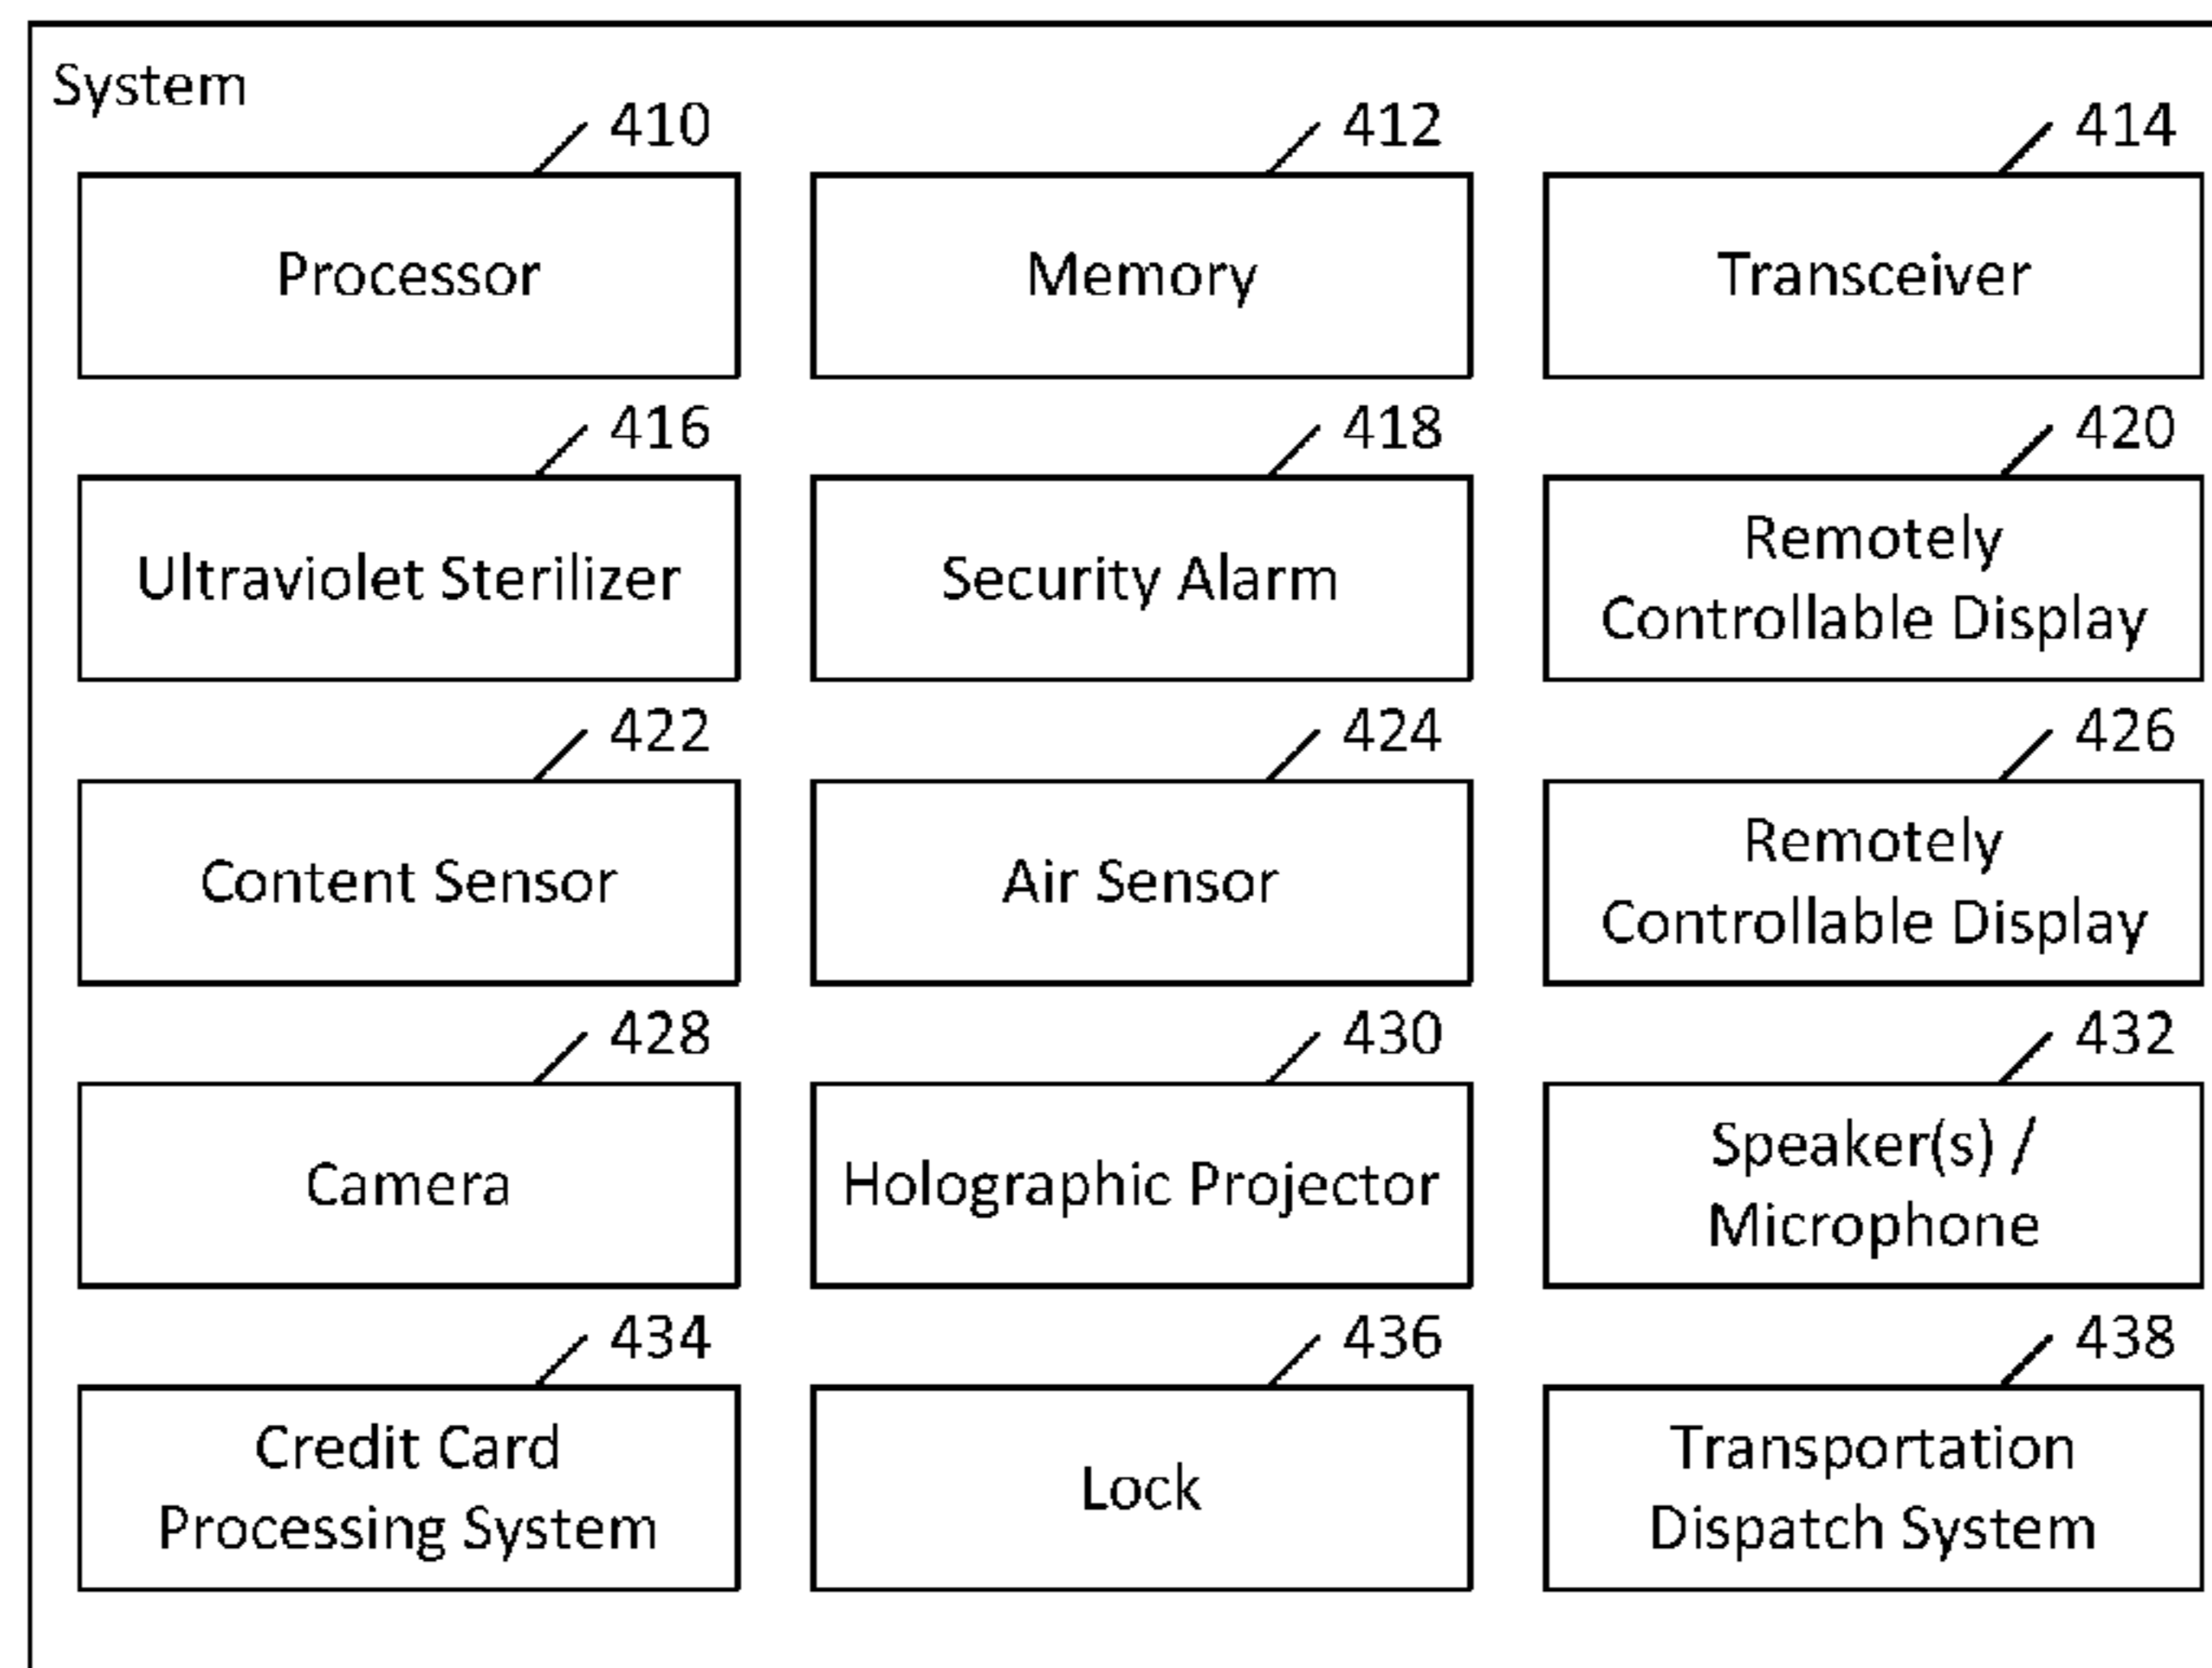 System
410
412
414
Processor
Memory
Transceiver
416
418
420
Ultraviolet Sterilizer
Security Alarm
Remotely
Controllable Display
422
424
426
Content Sensor
Air Sensor
Remotely
Controllable Display
428
430
432
Camera
Holographic Projector
Speaker(s) /
Microphone
434
436
438
Credit Card
Processing System
Lock
Transportation
Dispatch System